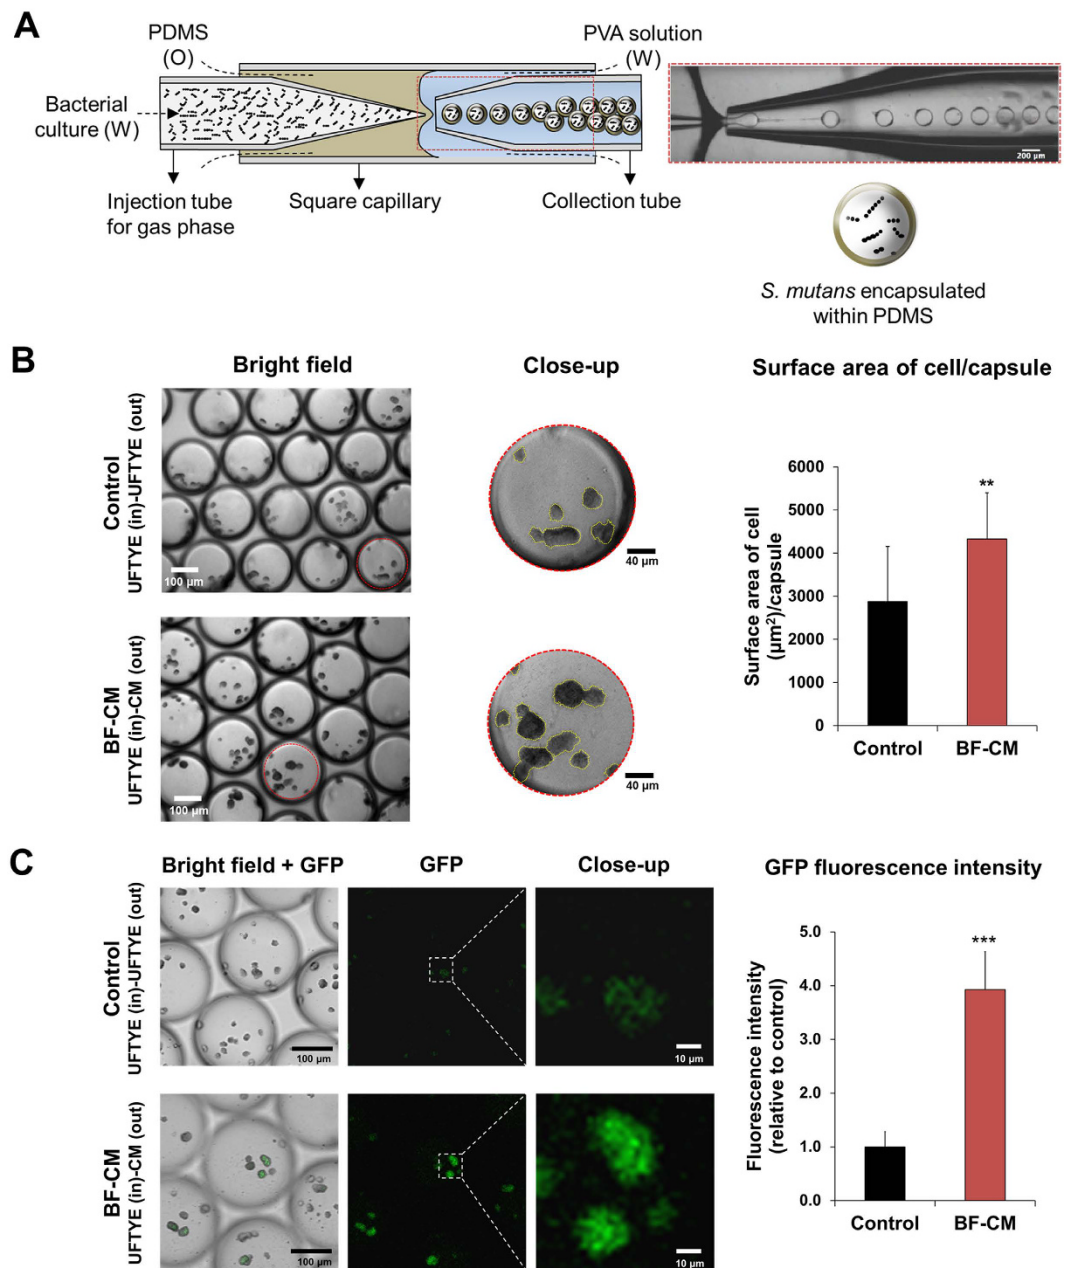 A
PDMS
(O)
PVA solution
(W)
Bacterial
culture (W)
200 µm
Injection tube
for gas phase
Square capillary
Collection tube
S. mutans encapsulated
within PDMS
B
Bright field
Close-up
Surface area of cell/capsule
Control
UFTYE (in)-UFTYE (out)
100 µm
40 µm
BF-CM
UFTYE (in)-CM (out)
100 µm
40 µm
Surface area of cell
(µm²)/capsule
6000
5000
4000
3000
2000
1000
0
**
Control
BF-CM
C
Bright field + GFP
GFP
Close-up
GFP fluorescence intensity
Control
UFTYE (in)-UFTYE (out)
100 µm
10 µm
BF-CM
UFTYE (in)-CM (out)
100 µm
10 µm
Fluorescence intensity
(relative to control)
5.0
4.0
3.0
2.0
1.0
0.0
***
Control
BF-CM